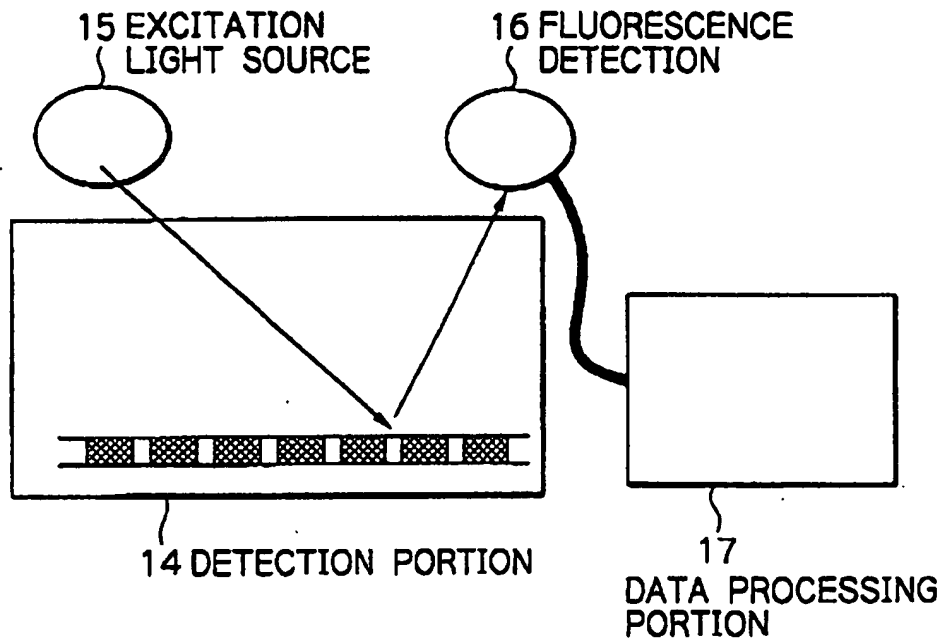 15 EXCITATION
LIGHT SOURCE
16 FLUORESCENCE
DETECTION
14 DETECTION PORTION
17
DATA PROCESSING
PORTION